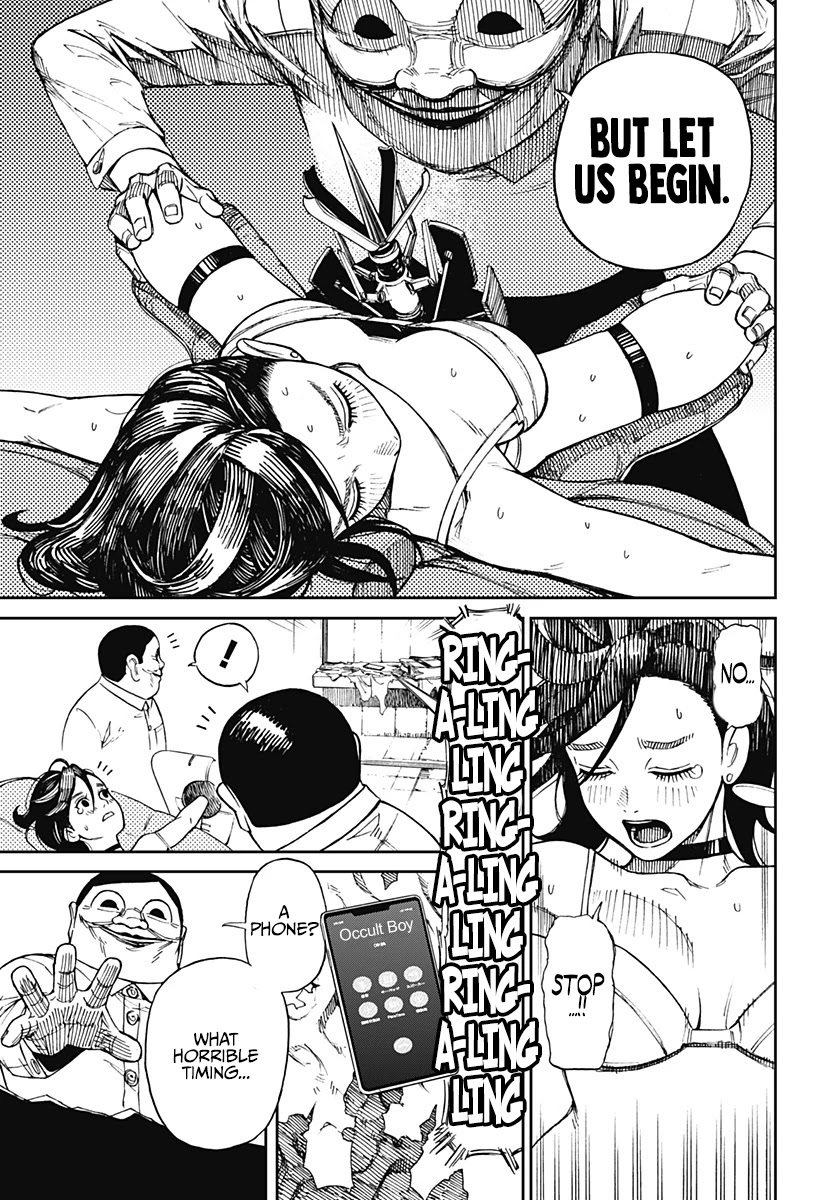 BUT LET
US BEGIN.
NO...
STOP
...!!
RING-
A-LING
LING
RING-
A-LING
LING
RING-
A-LING
LING
!
A
PHONE?
Occult Boy
WHAT
HORRIBLE
TIMING...